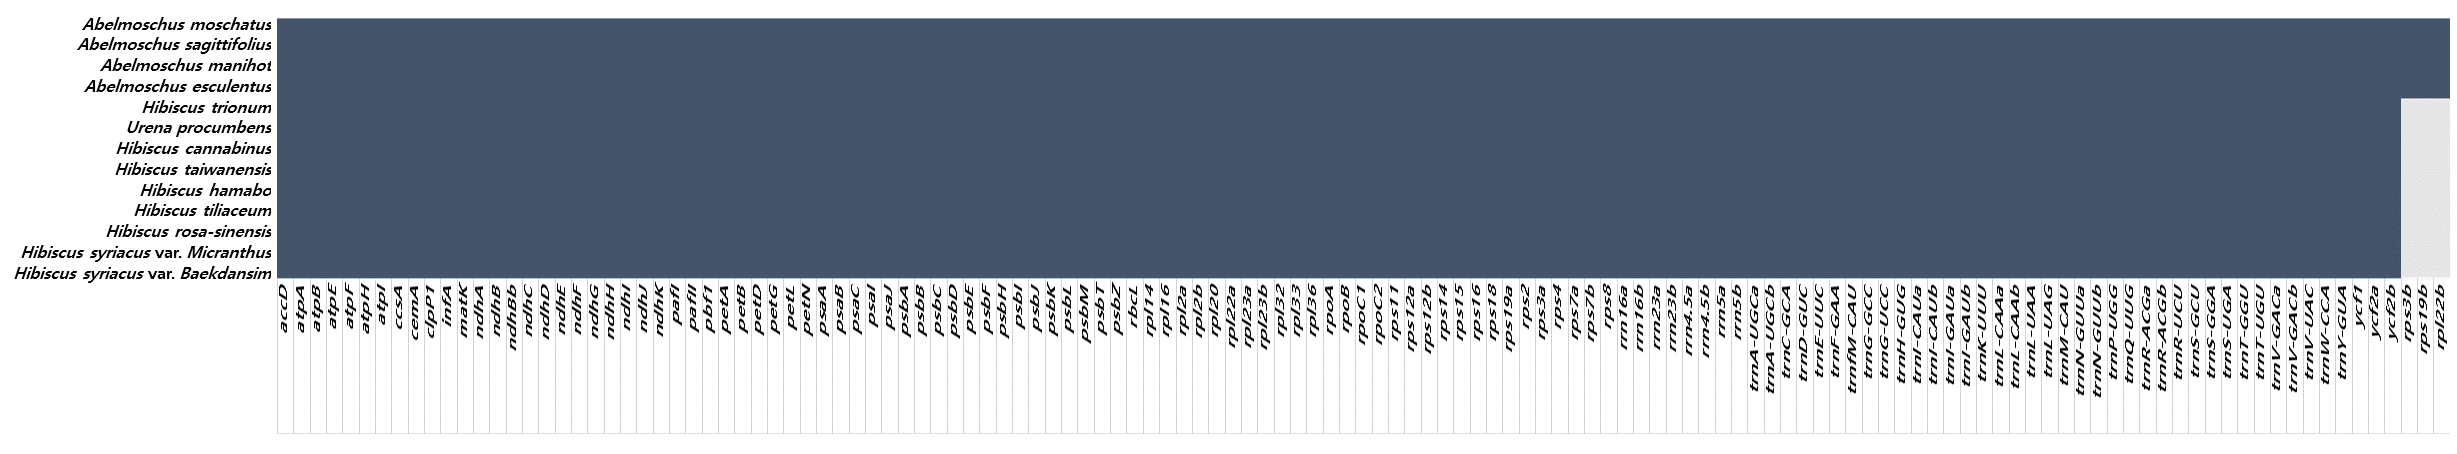 Abelmoschatus moschatus
Abelmoschus sagittifolius
Abelmoschus manihot
Abelmoschus esculentus
Hibiscus trionum
Urena procumbens
Hibiscus cannabinus
Hibiscus taiwanensis
Hibiscus hamabo
Hibiscus tiliaceum
Hibiscus rosa-sinensis
Hibiscus syriacus var. Micranthus
Hibiscus syriacus var. Baekdansim
accD
atpA
atpB
atpE
atpF
atpH
atpI
ccsA
cemA
clpP1
infA
matK
ndhA
ndhB
ndhBb
ndhC
ndhD
ndhE
ndhF
ndhG
ndhH
ndhI
ndhJ
ndhK
pafI
pafII
pbf1
petA
petB
petD
petG
petL
petN
psaA
psaB
psaC
psaI
psaJ
psbA
psbB
psbC
psbD
psbE
psbF
psbH
psbI
psbJ
psbK
psbL
psbM
psbT
psbZ
rbcL
rpl14
rpl16
rpl2a
rpl2b
rpl20
rpl22a
rpl23a
rpl23b
rpl32
rpl33
rpl36
rpoA
rpoB
rpoC1
rpoC2
rps11
rps12a
rps12b
rps14
rps15
rps16
rps18
rps19a
rps2
rps3a
rps4
rps7a
rps7b
rps8
rrn16a
rrn16b
rrn23a
rrn23b
rrn4.5a
rrn4.5b
rrn5a
rrn5b
trnA-UGCa
trnA-UGCb
trnC-GCA
trnD-GUC
trnE-UUC
trnF-GAA
trnfM-CAU
trnG-GCC
trnG-UCC
trnH-GUG
trnI-CAUa
trnI-CAUb
trnI-GAUa
trnI-GAUb
trnK-UUU
trnL-CAAa
trnL-CAAb
trnL-UAA
trnL-UAG
trnM-CAU
trnN-GUUa
trnN-GUUb
trnP-UGG
trnQ-UUG
trnR-ACGa
trnR-ACGb
trnR-UCU
trnS-GCU
trnS-GGA
trnS-UGA
trnT-GGU
trnT-UGU
trnV-GACa
trnV-GACb
trnV-UAC
trnW-CCA
trnY-GUA
ycf1
ycf2a
ycf2b
rps3b
rps19b
rpl22b